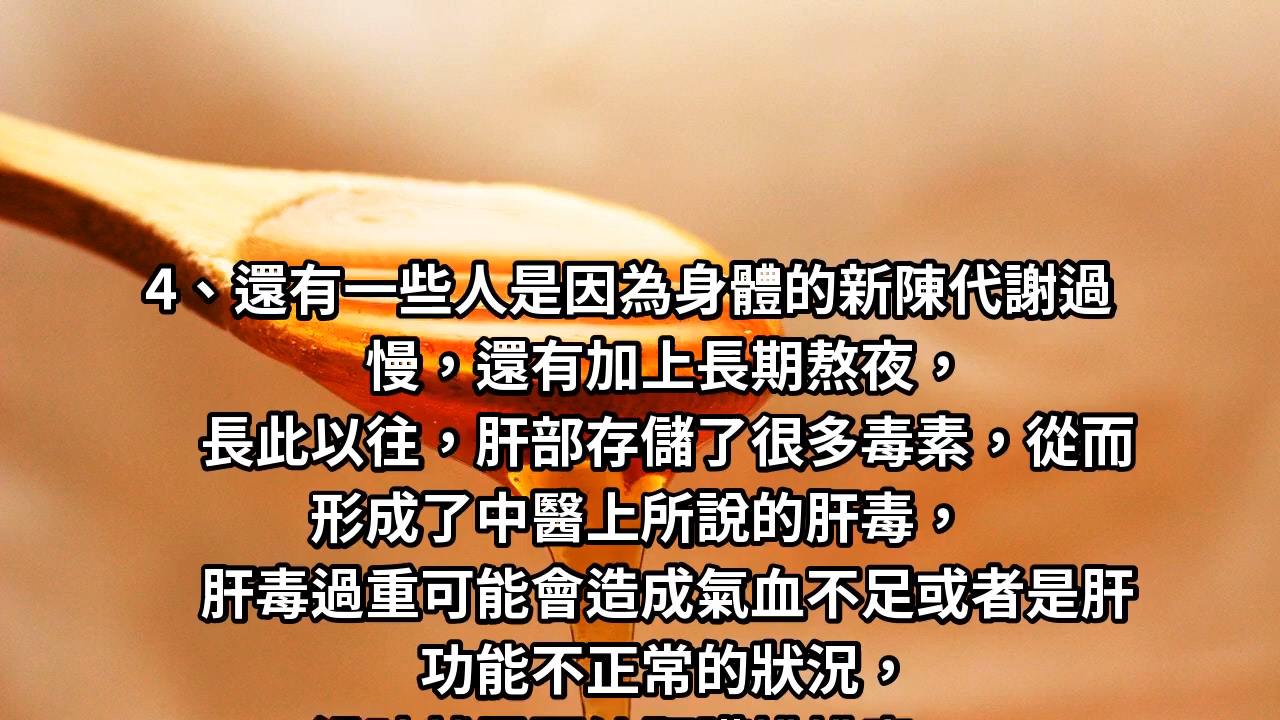 4、還有一些人是因為身體的新陳代謝過
慢，還有加上長期熬夜，
長此以往，肝部存儲了很多毒素，從而
形成了中醫上所說的肝毒，
肝毒過重可能會造成氣血不足或者是肝
功能不正常的狀況，